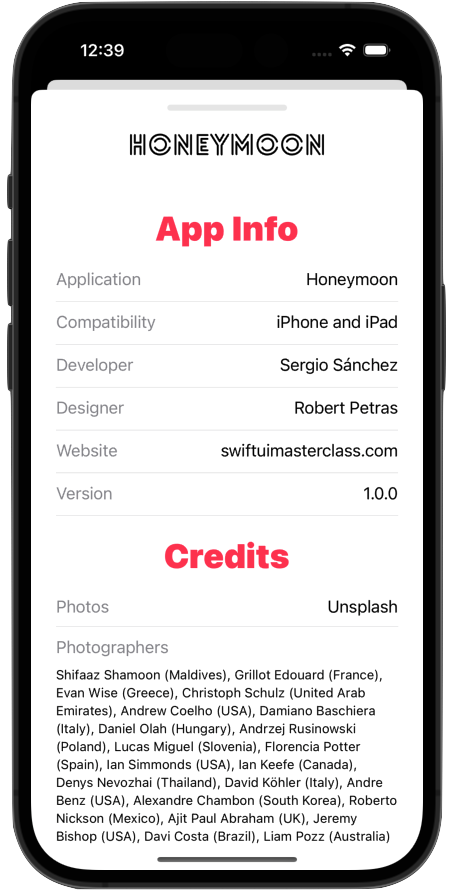 12:39
HONEYMOON
App Info
Application Honeymoon
Compatibility iPhone and iPad
Developer Sergio Sánchez
Designer Robert Petras
Website swiftuimasterclass.com
Version 1.0.0
Credits
Photos Unsplash
Photographers
Shifaaz Shamoon (Maldives), Grillot Edouard (France),
Evan Wise (Greece), Christoph Schulz (United Arab
Emirates), Andrew Coelho (USA), Damiano Baschiera
(Italy), Daniel Olah (Hungary), Andrzej Rusinowski
(Poland), Lucas Miguel (Slovenia), Florencia Potter
(Spain), Ian Simmonds (USA), Ian Keefe (Canada),
Denys Nevozhai (Thailand), David Köhler (Italy), Andre
Benz (USA), Alexandre Chambon (South Korea), Roberto
Nickson (Mexico), Ajit Paul Abraham (UK), Jeremy
Bishop (USA), Davi Costa (Brazil), Liam Pozz (Australia)